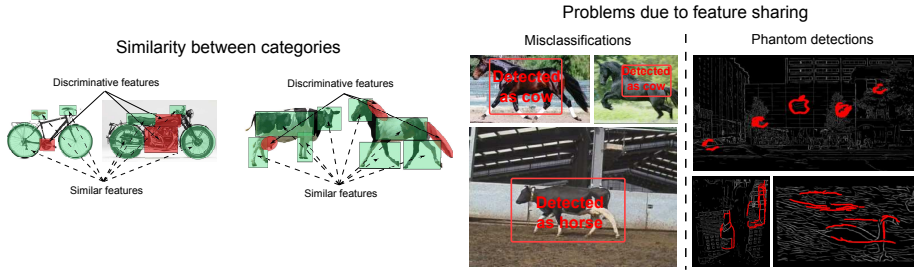 Problems due to feature sharing
Similarity between categories
Misclassifications
Phantom detections
Discriminative features
Discriminative features
Similar features
Similar features
Detected
as cow
Detected
as cow
Detected
as horse